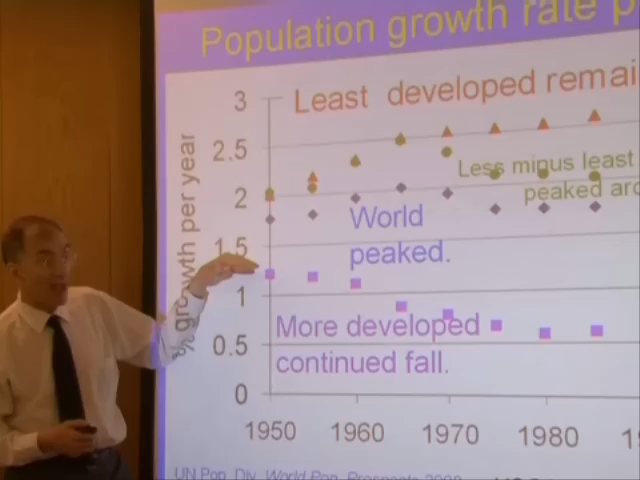 Population growth rate p
3
Least developed remai
2.5
Less minus least
2
peaked aro
World
peaked.
1.5
% growth per year
1
More developed
0.5
continued fall.
0
1950 1960 1970 1980 19
UN Pop. Div. World Pop. Prospects